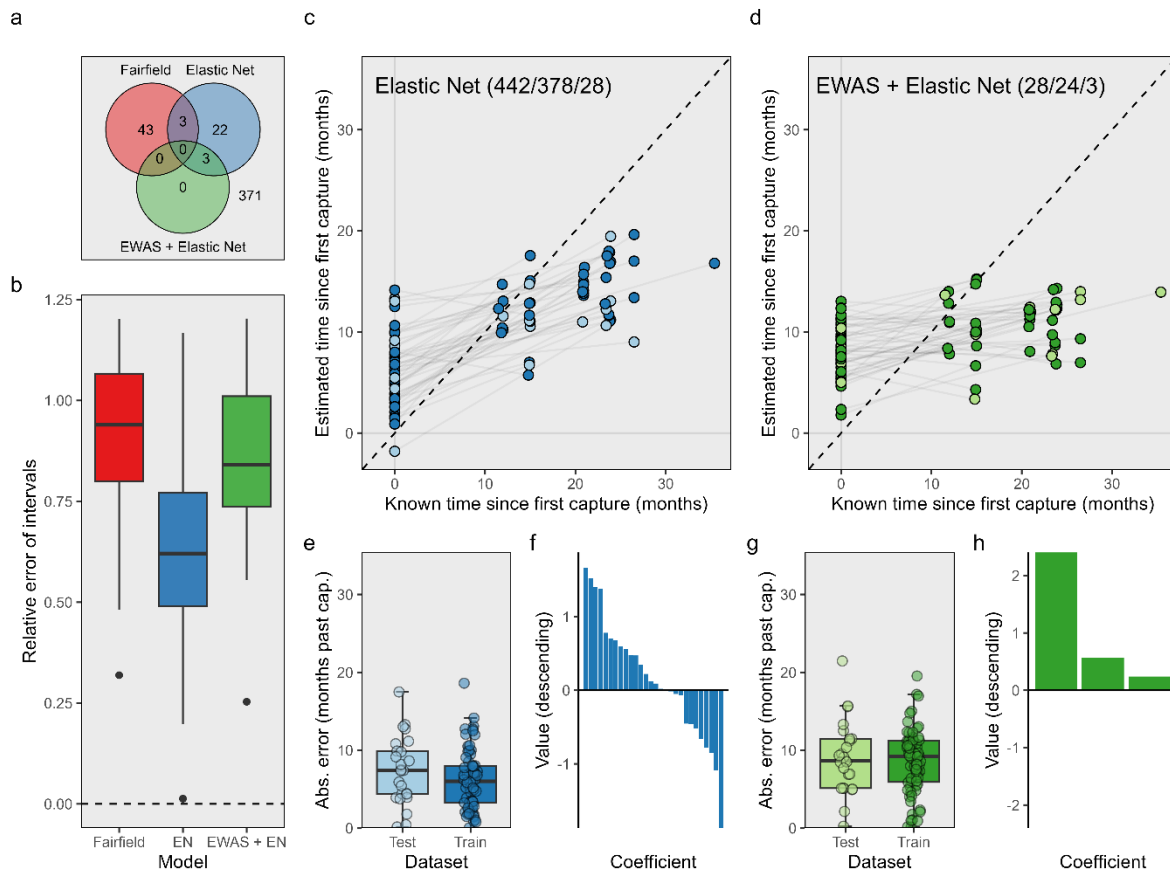 a
Fairfield Elastic Net
43 3 22
0 0 3
0 371
EWAS + Elastic Net
b
Relative error of intervals
1.25
1.00
0.75
0.50
0.25
0.00
Fairfield EN EWAS + EN
Model
c
Elastic Net (442/378/28)
Estimated time since first capture (months)
30
20
10
0
0 10 20 30
Known time since first capture (months)
d
EWAS + Elastic Net (28/24/3)
Estimated time since first capture (months)
30
20
10
0
0 10 20 30
Known time since first capture (months)
e
Abs. error (months past cap.)
30
20
10
0
Test Train
Dataset
f
Value (descending)
1
0
-1
Coefficient
g
Abs. error (months past cap.)
30
20
10
0
Test Train
Dataset
h
Value (descending)
2
1
0
-1
-2
Coefficient